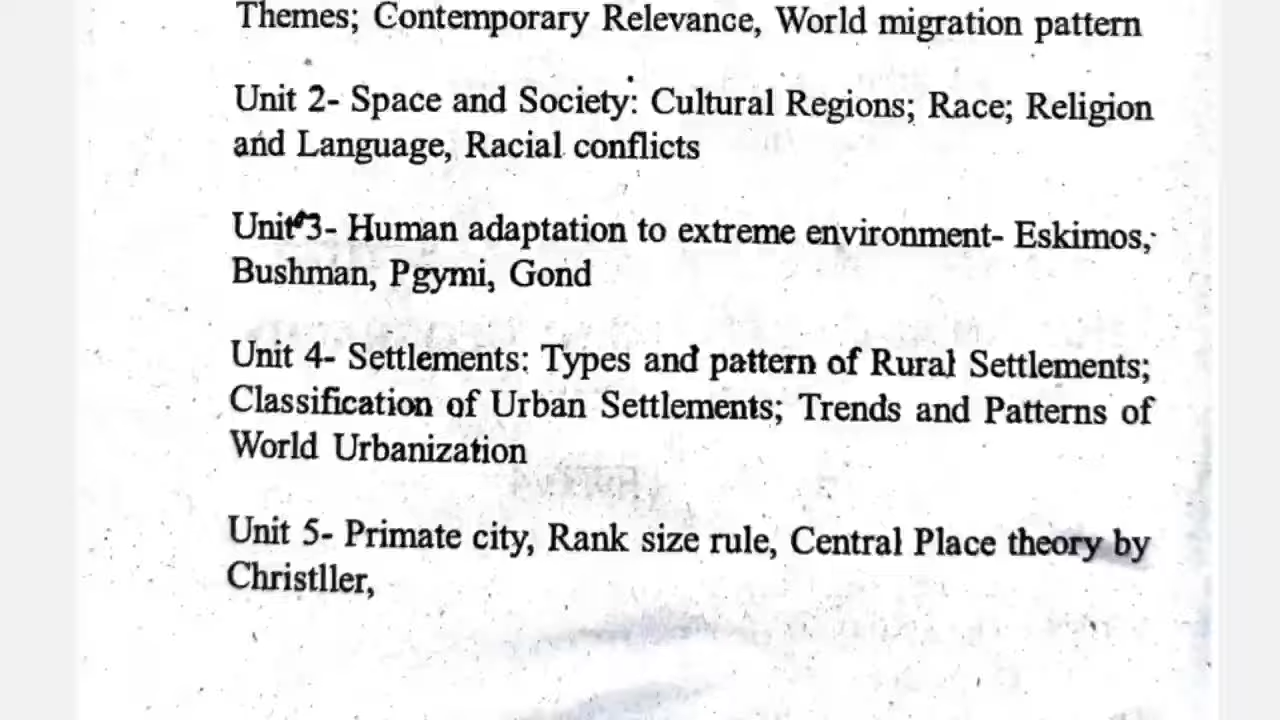 Themes; Contemporary Relevance, World migration pattern
Unit 2- Space and Society: Cultural Regions; Race; Religion
and Language, Racial conflicts
Unit 3- Human adaptation to extreme environment- Eskimos,
Bushman, Pgymi, Gond
Unit 4- Settlements: Types and pattern of Rural Settlements;
Classification of Urban Settlements; Trends and Patterns of
World Urbanization
Unit 5- Primate city, Rank size rule, Central Place theory by
Christller,